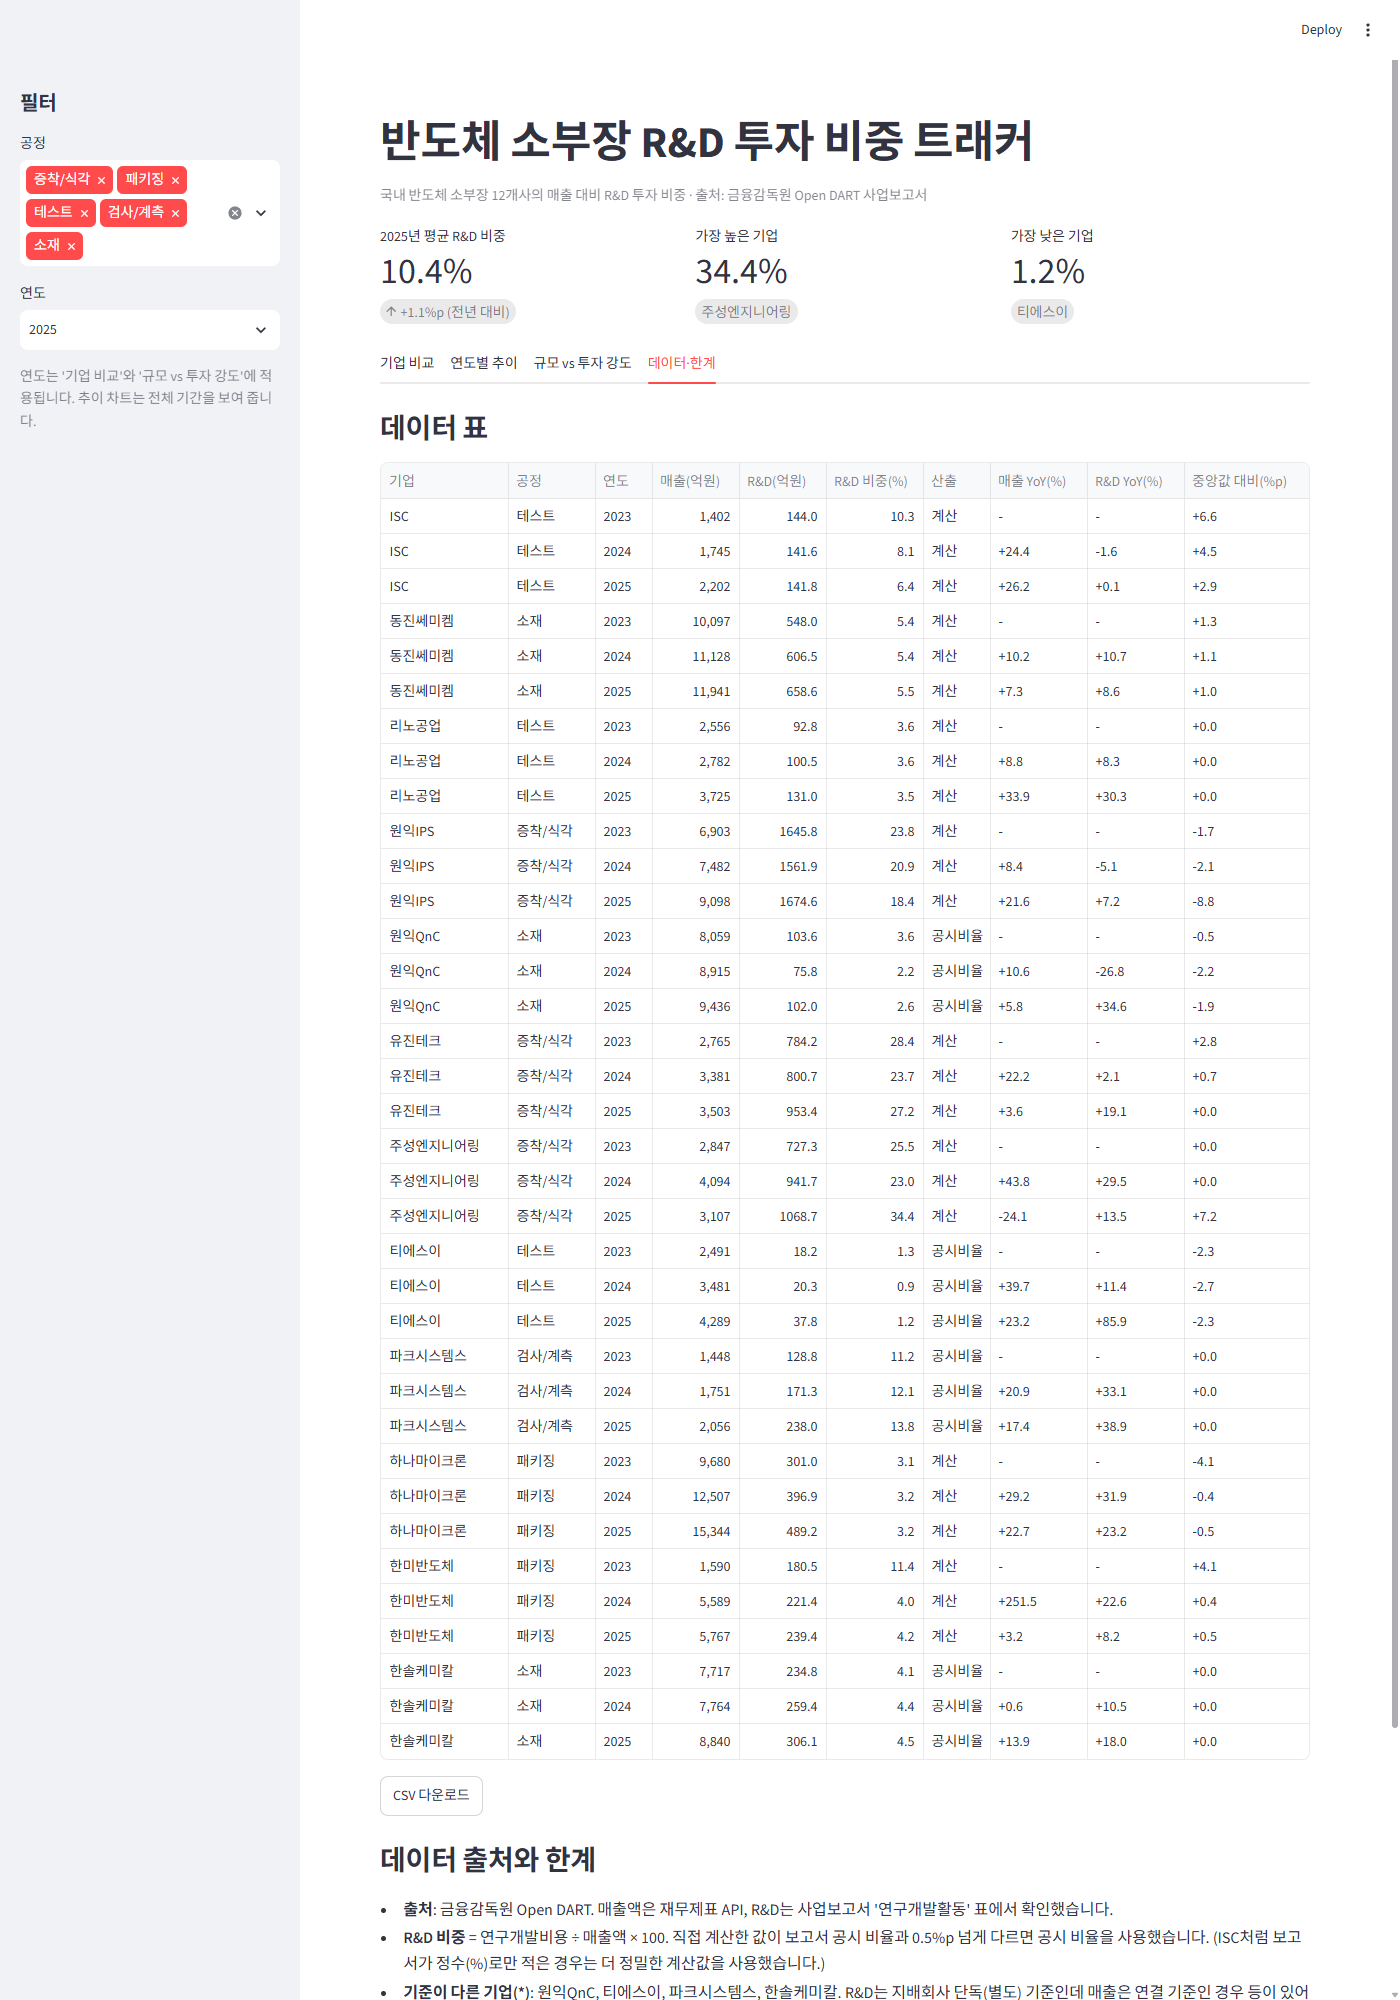 Deploy
필터
공정
증착/식각 × 패키징 ×
테스트 × 검사/계측 ×
소재 ×
연도
2025
연도는 '기업 비교'와 '규모 vs 투자 강도'에 적
용됩니다. 추이 차트는 전체 기간을 보여 줍니
다.
반도체 소부장 R&D 투자 비중 트래커
국내 반도체 소부장 12개사의 매출 대비 R&D 투자 비중 · 출처: 금융감독원 Open DART 사업보고서
2025년 평균 R&D 비중 가장 높은 기업 가장 낮은 기업
10.4% 34.4% 1.2%
↑ +1.1%p (전년 대비) 주성엔지니어링 티에스이
기업 비교 연도별 추이 규모 vs 투자 강도 데이터·한계
데이터 표
기업 공정 연도 매출(억원) R&D(억원) R&D 비중(%) 산출 매출 YoY(%) R&D YoY(%) 중앙값 대비(%p)
ISC 테스트 2023 1,402 144.0 10.3 계산 - - +6.6
ISC 테스트 2024 1,745 141.6 8.1 계산 +24.4 -1.6 +4.5
ISC 테스트 2025 2,202 141.8 6.4 계산 +26.2 +0.1 +2.9
동진쎄미켐 소재 2023 10,097 548.0 5.4 계산 - - +1.3
동진쎄미켐 소재 2024 11,128 606.5 5.4 계산 +10.2 +10.7 +1.1
동진쎄미켐 소재 2025 11,941 658.6 5.5 계산 +7.3 +8.6 +1.0
리노공업 테스트 2023 2,556 92.8 3.6 계산 - - +0.0
리노공업 테스트 2024 2,782 100.5 3.6 계산 +8.8 +8.3 +0.0
리노공업 테스트 2025 3,725 131.0 3.5 계산 +33.9 +30.3 +0.0
원익IPS 증착/식각 2023 6,903 1645.8 23.8 계산 - - -1.7
원익IPS 증착/식각 2024 7,482 1561.9 20.9 계산 +8.4 -5.1 -2.1
원익IPS 증착/식각 2025 9,098 1674.6 18.4 계산 +21.6 +7.2 -8.8
원익QnC 소재 2023 8,059 103.6 3.6 공시비율 - - -0.5
원익QnC 소재 2024 8,915 75.8 2.2 공시비율 +10.6 -26.8 -2.2
원익QnC 소재 2025 9,436 102.0 2.6 공시비율 +5.8 +34.6 -1.9
유진테크 증착/식각 2023 2,765 784.2 28.4 계산 - - +2.8
유진테크 증착/식각 2024 3,381 800.7 23.7 계산 +22.2 +2.1 +0.7
유진테크 증착/식각 2025 3,503 953.4 27.2 계산 +3.6 +19.1 +0.0
주성엔지니어링 증착/식각 2023 2,847 727.3 25.5 계산 - - +0.0
주성엔지니어링 증착/식각 2024 4,094 941.7 23.0 계산 +43.8 +29.5 +0.0
주성엔지니어링 증착/식각 2025 3,107 1068.7 34.4 계산 -24.1 +13.5 +7.2
티에스이 테스트 2023 2,491 18.2 1.3 공시비율 - - -2.3
티에스이 테스트 2024 3,481 20.3 0.9 공시비율 +39.7 +11.4 -2.7
티에스이 테스트 2025 4,289 37.8 1.2 공시비율 +23.2 +85.9 -2.3
파크시스템스 검사/계측 2023 1,448 128.8 11.2 공시비율 - - +0.0
파크시스템스 검사/계측 2024 1,751 171.3 12.1 공시비율 +20.9 +33.1 +0.0
파크시스템스 검사/계측 2025 2,056 238.0 13.8 공시비율 +17.4 +38.9 +0.0
하나마이크론 패키징 2023 9,680 301.0 3.1 계산 - - -4.1
하나마이크론 패키징 2024 12,507 396.9 3.2 계산 +29.2 +31.9 -0.4
하나마이크론 패키징 2025 15,344 489.2 3.2 계산 +22.7 +23.2 -0.5
한미반도체 패키징 2023 1,590 180.5 11.4 계산 - - +4.1
한미반도체 패키징 2024 5,589 221.4 4.0 계산 +251.5 +22.6 +0.4
한미반도체 패키징 2025 5,767 239.4 4.2 계산 +3.2 +8.2 +0.5
한솔케미칼 소재 2023 7,717 234.8 4.1 공시비율 - - +0.0
한솔케미칼 소재 2024 7,764 259.4 4.4 공시비율 +0.6 +10.5 +0.0
한솔케미칼 소재 2025 8,840 306.1 4.5 공시비율 +13.9 +18.0 +0.0
CSV 다운로드
데이터 출처와 한계
• 출처: 금융감독원 Open DART. 매출액은 재무제표 API, R&D는 사업보고서 '연구개발활동' 표에서 확인했습니다.
• R&D 비중 = 연구개발비용 ÷ 매출액 × 100. 직접 계산한 값이 보고서 공시 비율과 0.5%p 넘게 다르면 공시 비율을 사용했습니다. (ISC처럼 보고
서가 정수(%)로만 적은 경우는 더 정밀한 계산값을 사용했습니다.)
• 기준이 다른 기업(*): 원익QnC, 티에스이, 파크시스템스, 한솔케미칼. R&D는 지배회사 단독(별도) 기준인데 매출은 연결 기준인 경우 등이 있어